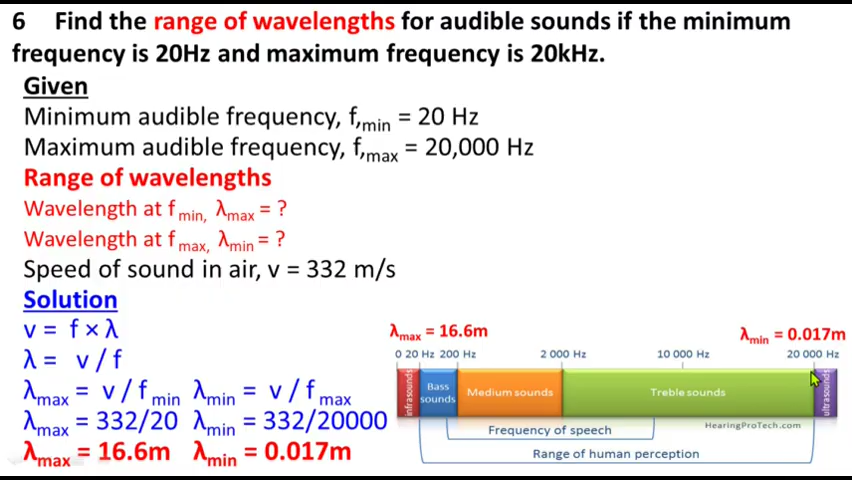 6 Find the range of wavelengths for audible sounds if the minimum
frequency is 20Hz and maximum frequency is 20kHz.
Given
Minimum audible frequency, f,min = 20 Hz
Maximum audible frequency, f,max = 20,000 Hz
Range of wavelengths
Wavelength at f min, λmax = ?
Wavelength at f max, λmin = ?
Speed of sound in air, v = 332 m/s
Solution
v = f × λ
λ = v / f
λmax = v / fmin λmin = v / fmax
λmax = 332/20 λmin = 332/20000
λmax = 16.6m λmin = 0.017m
λmax = 16.6m λmin = 0.017m
0 20 Hz 200 Hz 2 000 Hz 10 000 Hz 20 000 Hz
infrasounds
Bass
sounds
Medium sounds
Treble sounds
ultrasounds
Frequency of speech
HearingProTech.com
Range of human perception